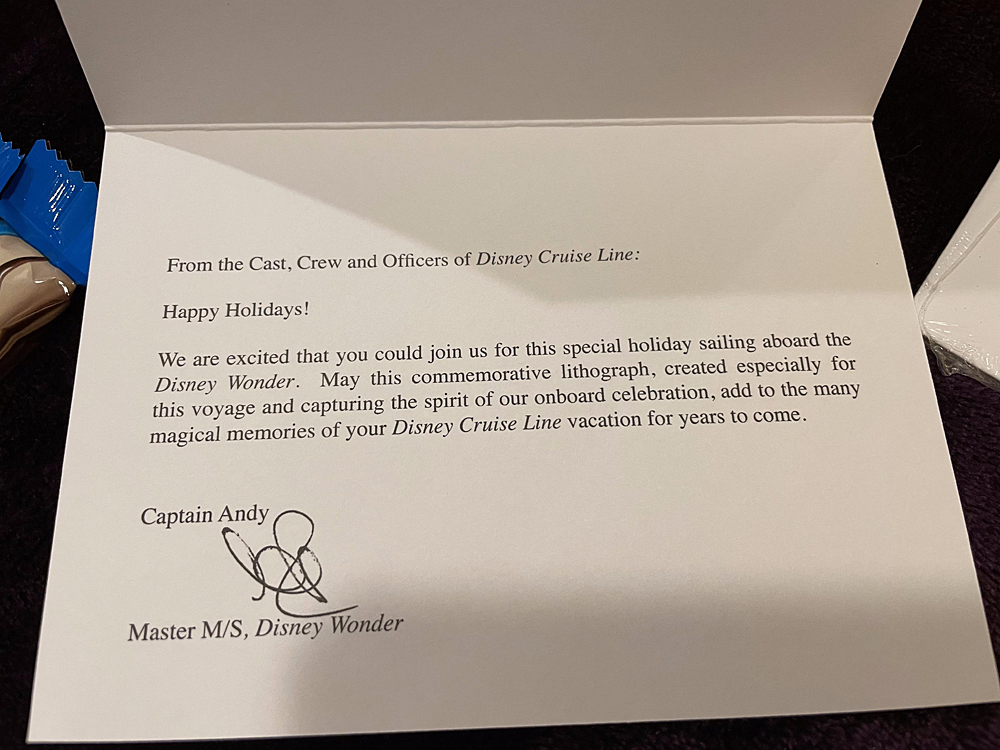 From the Cast, Crew and Officers of Disney Cruise Line:
Happy Holidays!
We are excited that you could join us for this special holiday sailing aboard the
Disney Wonder. May this commemorative lithograph, created especially for
this voyage and capturing the spirit of our onboard celebration, add to the many
magical memories of your Disney Cruise Line vacation for years to come.
Captain Andy
Master M/S, Disney Wonder